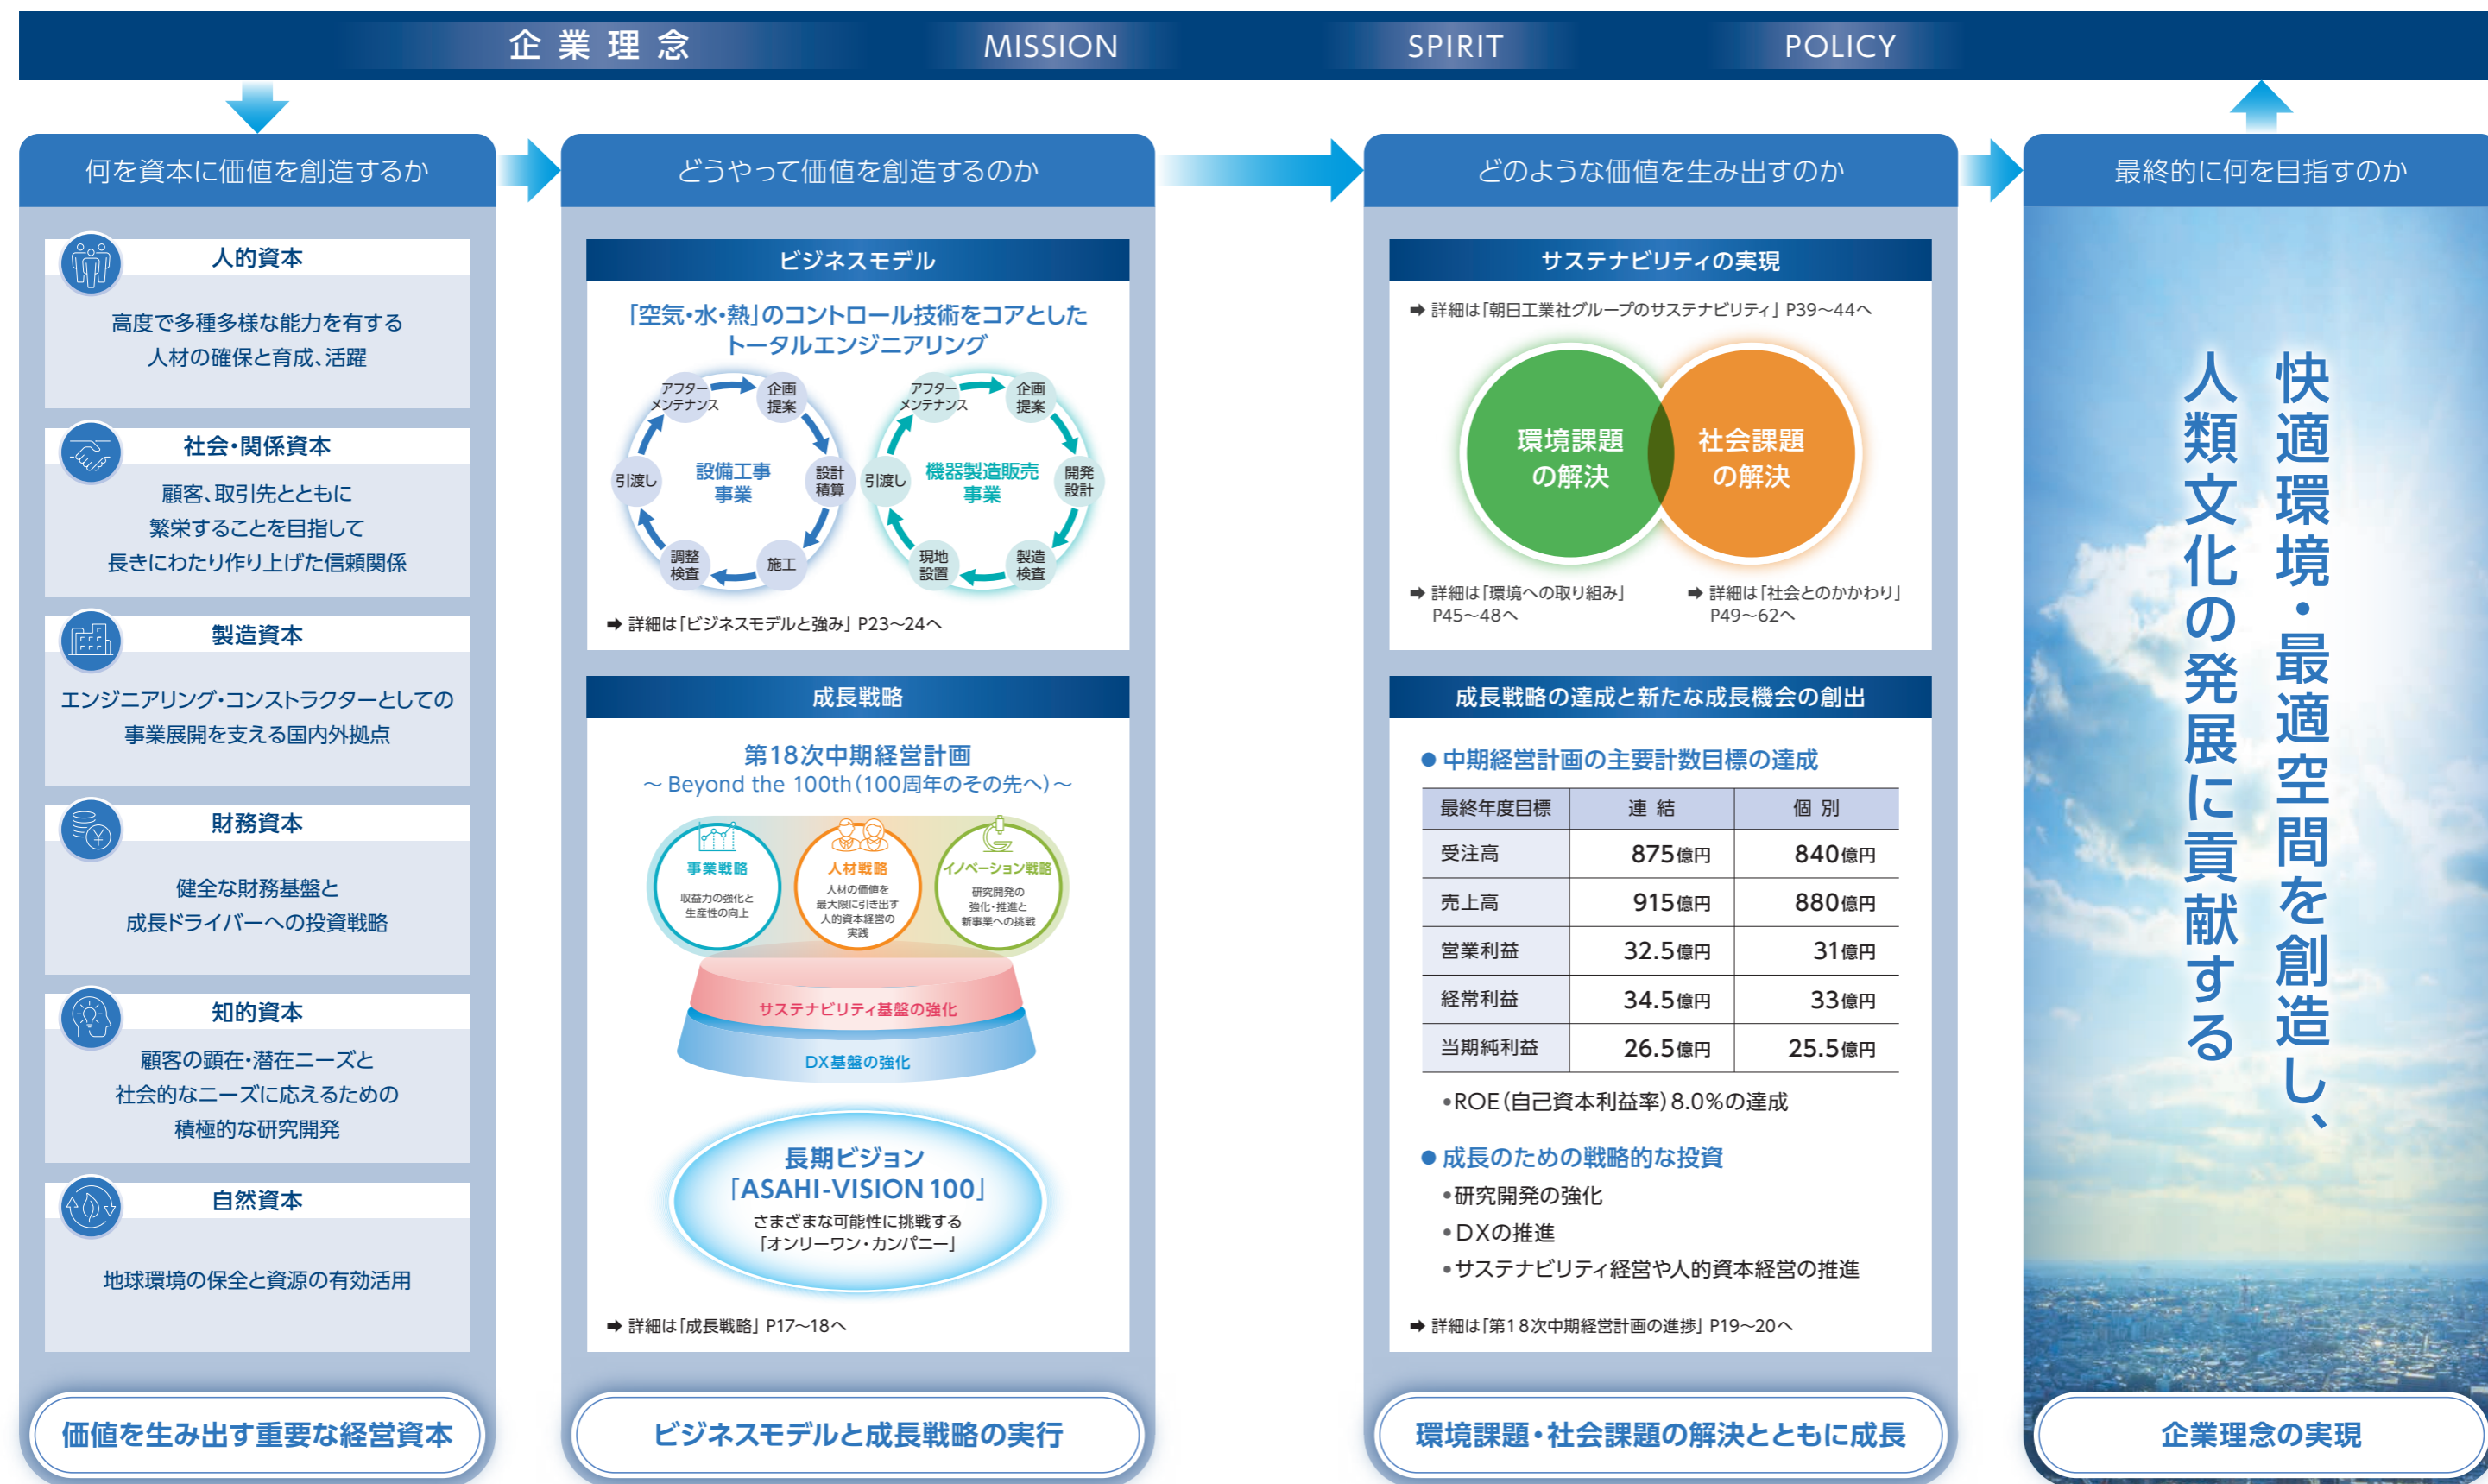 企業理念
MISSION
SPIRIT
POLICY
何を資本に価値を創造するか
人的資本
高度で多種多様な能力を有する
人材の確保と育成、活躍
社会・関係資本
顧客、取引先とともに
繁栄することを目指して
長きにわたり作り上げた信頼関係
製造資本
エンジニアリング・コンストラクターとしての
事業展開を支える国内外拠点
財務資本
健全な財務基盤と
成長ドライバーへの投資戦略
知的資本
顧客の顕在・潜在ニーズと
社会的なニーズに応えるための
積極的な研究開発
自然資本
地球環境の保全と資源の有効活用
価値を生み出す重要な経営資本
どうやって価値を創造するのか
ビジネスモデル
「空気・水・熱」のコントロール技術をコアとした
トータルエンジニアリング
設備工事
事業
企画
提案
設計
積算
施工
調整
検査
引渡し
アフター
メンテナンス
機器製造販売
事業
企画
提案
開発
設計
製造
検査
現地
設置
引渡し
アフター
メンテナンス
➡ 詳細は「ビジネスモデルと強み」 P23〜24へ
成長戦略
第18次中期経営計画
〜 Beyond the 100th（100周年のその先へ）〜
事業戦略
収益力の強化と
生産性の向上
人材戦略
人材の価値を
最大限に引き出す
人的資本経営の
実践
イノベーション戦略
研究開発の
強化・推進と
新事業への挑戦
サステナビリティ基盤の強化
DX基盤の強化
長期ビジョン
「ASAHI-VISION 100」
さまざまな可能性に挑戦する
「オンリーワン・カンパニー」
➡ 詳細は「成長戦略」 P17〜18へ
ビジネスモデルと成長戦略の実行
どのような価値を生み出すのか
サステナビリティの実現
➡ 詳細は「朝日工業社グループのサステナビリティ」 P39〜44へ
環境課題
の解決
社会課題
の解決
➡ 詳細は「環境への取り組み」
P45〜48へ
➡ 詳細は「社会とのかかわり」
P49〜62へ
成長戦略の達成と新たな成長機会の創出
● 中期経営計画の主要計数目標の達成
最終年度目標 連結 個別
受注高 875億円 840億円
売上高 915億円 880億円
営業利益 32.5億円 31億円
経常利益 34.5億円 33億円
当期純利益 26.5億円 25.5億円
•ROE（自己資本利益率）8.0%の達成
● 成長のための戦略的な投資
•研究開発の強化
•DXの推進
•サステナビリティ経営や人的資本経営の推進
➡ 詳細は「第18次中期経営計画の進捗」 P19〜20へ
環境課題・社会課題の解決とともに成長
最終的に何を目指すのか
快適環境・最適空間を創造し、
人類文化の発展に貢献する
企業理念の実現